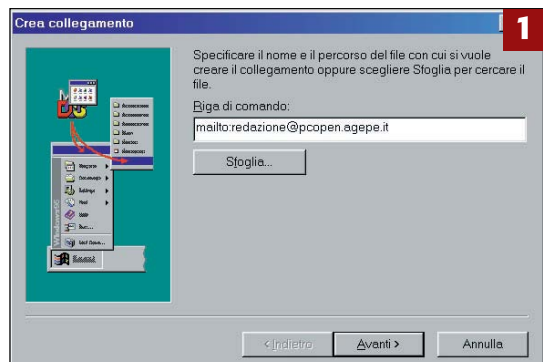 Crea collegamento
1
Specificare il nome e il percorso del file con cui si vuole
creare il collegamento oppure scegliere Sfoglia per cercare il
file.
Riga di comando:
mailto:redazione@pcopen.agepe.it
Sfoglia...
< Indietro
Avanti >
Annulla